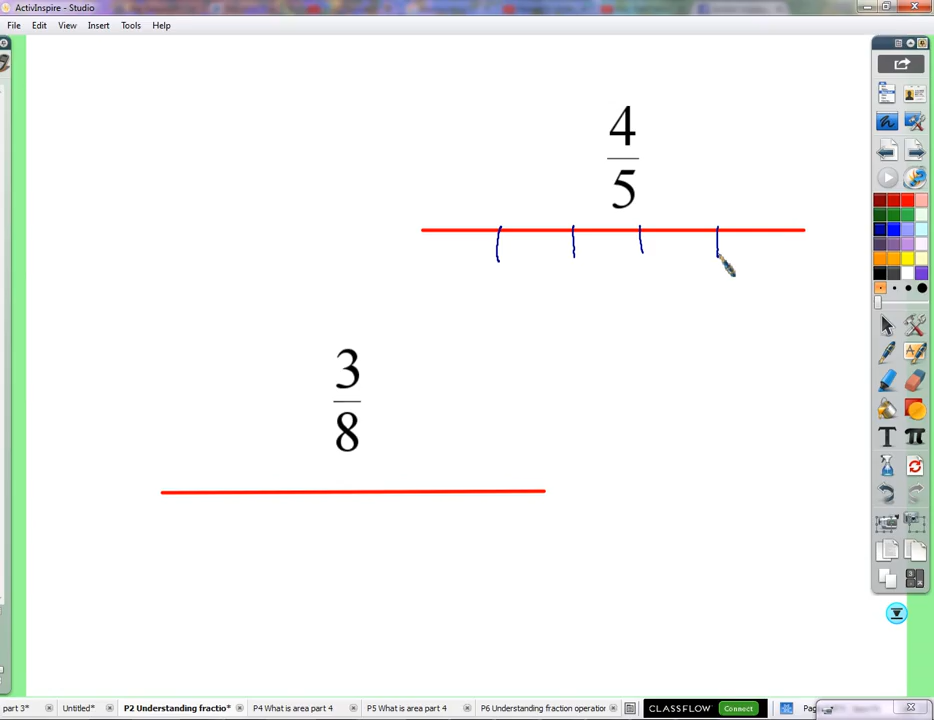 ActivInspire - Studio
File Edit View Insert Tools Help
4
5
3
8
part 3* Untitled* P2 Understanding fractio* P4 What is area part 4 P5 What is area part 4 P6 Understanding fraction operation CLASSFLOW Connect